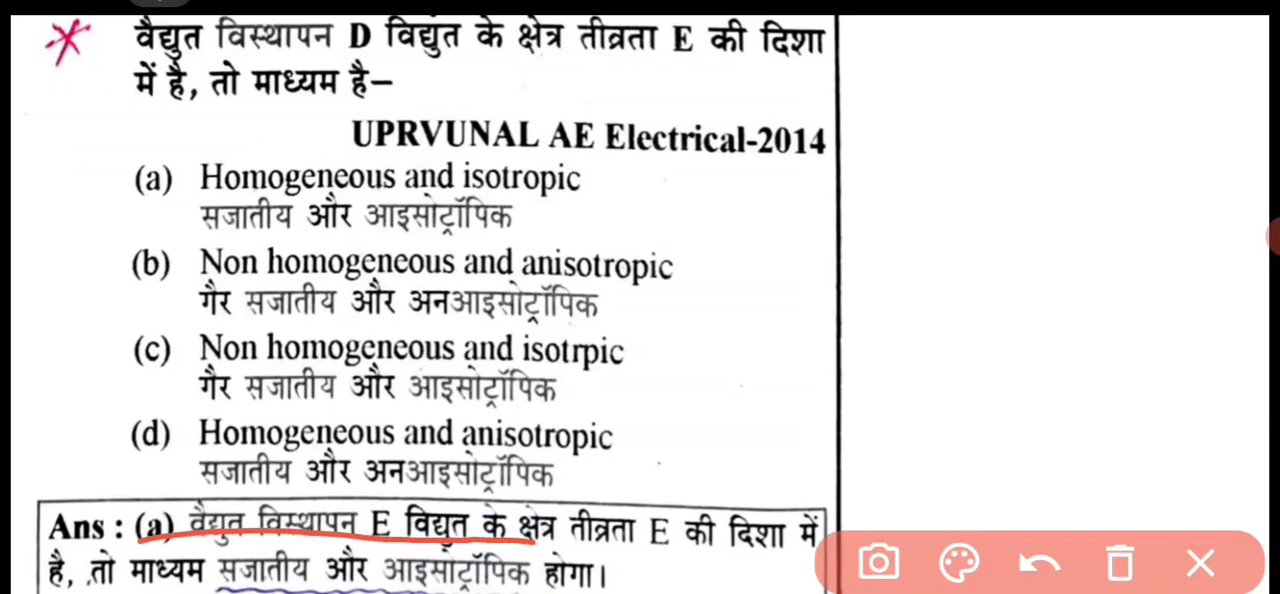 वैद्युत विस्थापन D विद्युत के क्षेत्र तीव्रता E की दिशा
में है, तो माध्यम है–
UPRVUNAL AE Electrical-2014
(a) Homogeneous and isotropic
सजातीय और आइसोट्रॉपिक
(b) Non homogeneous and anisotropic
गैर सजातीय और अनआइसोट्रॉपिक
(c) Non homogeneous and isotrpic
गैर सजातीय और आइसोट्रॉपिक
(d) Homogeneous and anisotropic
सजातीय और अनआइसोट्रॉपिक
Ans : (a) वैद्युत विस्थापन E विद्युत के क्षेत्र तीव्रता E की दिशा में
है, तो माध्यम सजातीय और आइसोट्रॉपिक होगा।